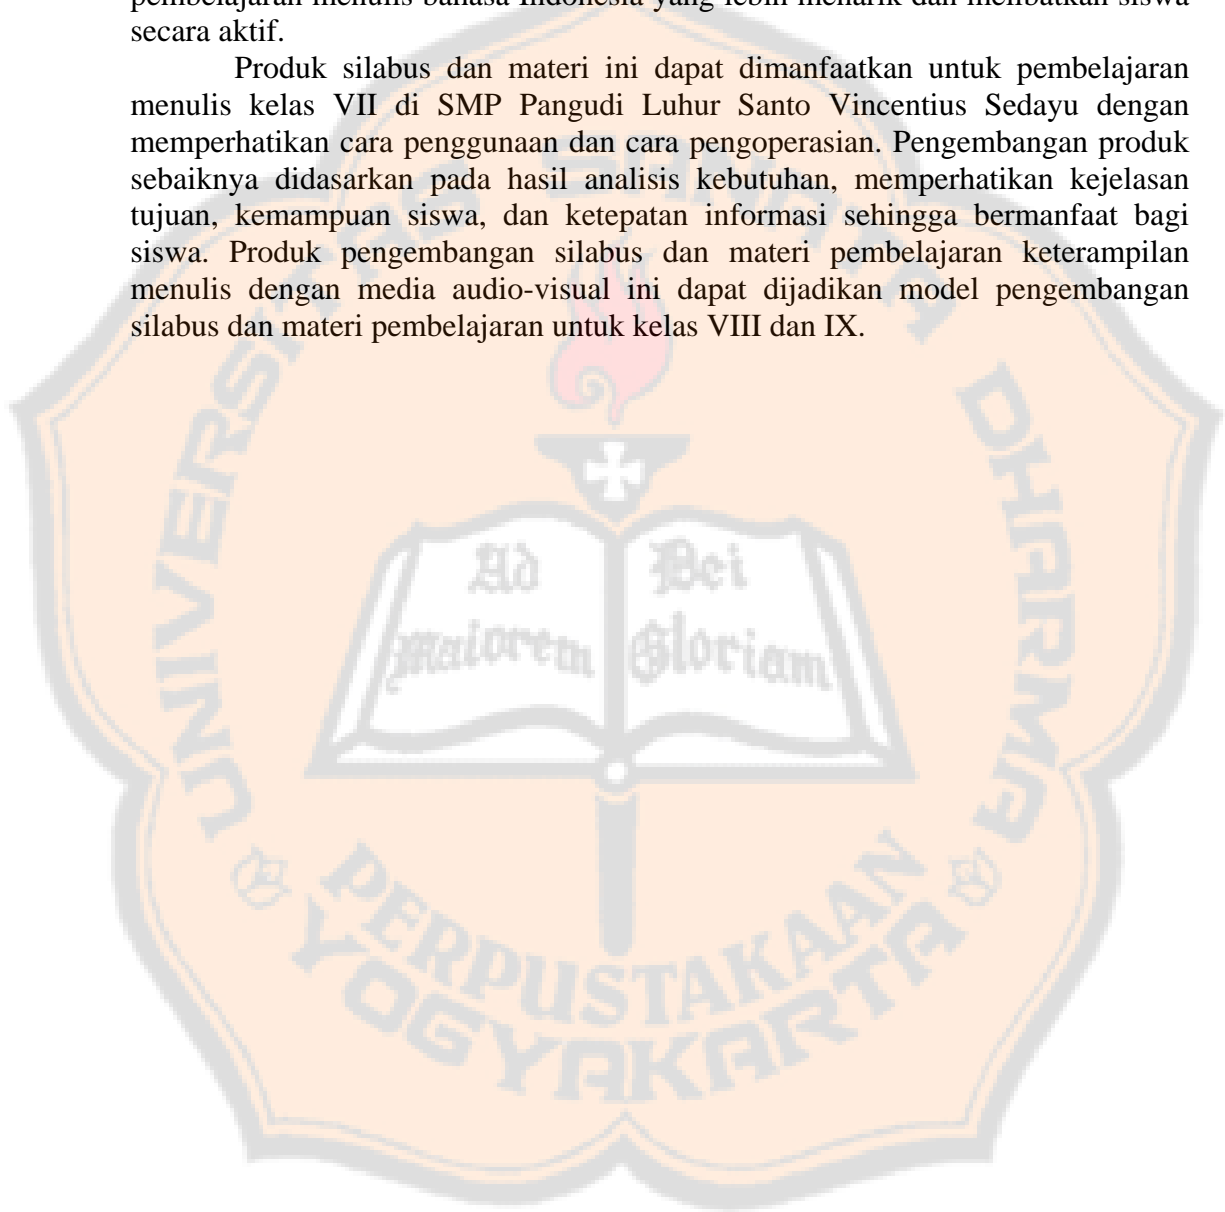 pembelajaran menulis bahasa Indonesia yang lebih menarik dan melibatkan siswa
secara aktif.
Produk silabus dan materi ini dapat dimanfaatkan untuk pembelajaran
menulis kelas VII di SMP Pangudi Luhur Santo Vincentius Sedayu dengan
memperhatikan cara penggunaan dan cara pengoperasian. Pengembangan produk
sebaiknya didasarkan pada hasil analisis kebutuhan, memperhatikan kejelasan
tujuan, kemampuan siswa, dan ketepatan informasi sehingga bermanfaat bagi
siswa. Produk pengembangan silabus dan materi pembelajaran keterampilan
menulis dengan media audio-visual ini dapat dijadikan model pengembangan
silabus dan materi pembelajaran untuk kelas VIII dan IX.
UNIVERSITAS SANATA DHARMA
Ad
Dei
maiorem
Gloriam
PERPUSTAKAAN
YOGYAKARTA